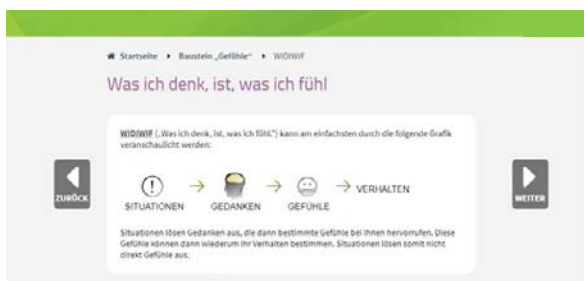 Startseite ▸ Baustein „Gefühle“ ▸ WIDIWIF
Was ich denk, ist, was ich fühl
WIDIWIF („Was ich denk, ist, was ich fühl.“) kann am einfachsten durch die folgende Grafik
veranschaulicht werden:
SITUATIONEN → GEDANKEN → GEFÜHLE → VERHALTEN
Situationen lösen Gedanken aus, die dann bestimmte Gefühle bei Ihnen hervorrufen. Diese
Gefühle können dann wiederum Ihr Verhalten bestimmen. Situationen lösen somit nicht
direkt Gefühle aus.
ZURÜCK
WEITER